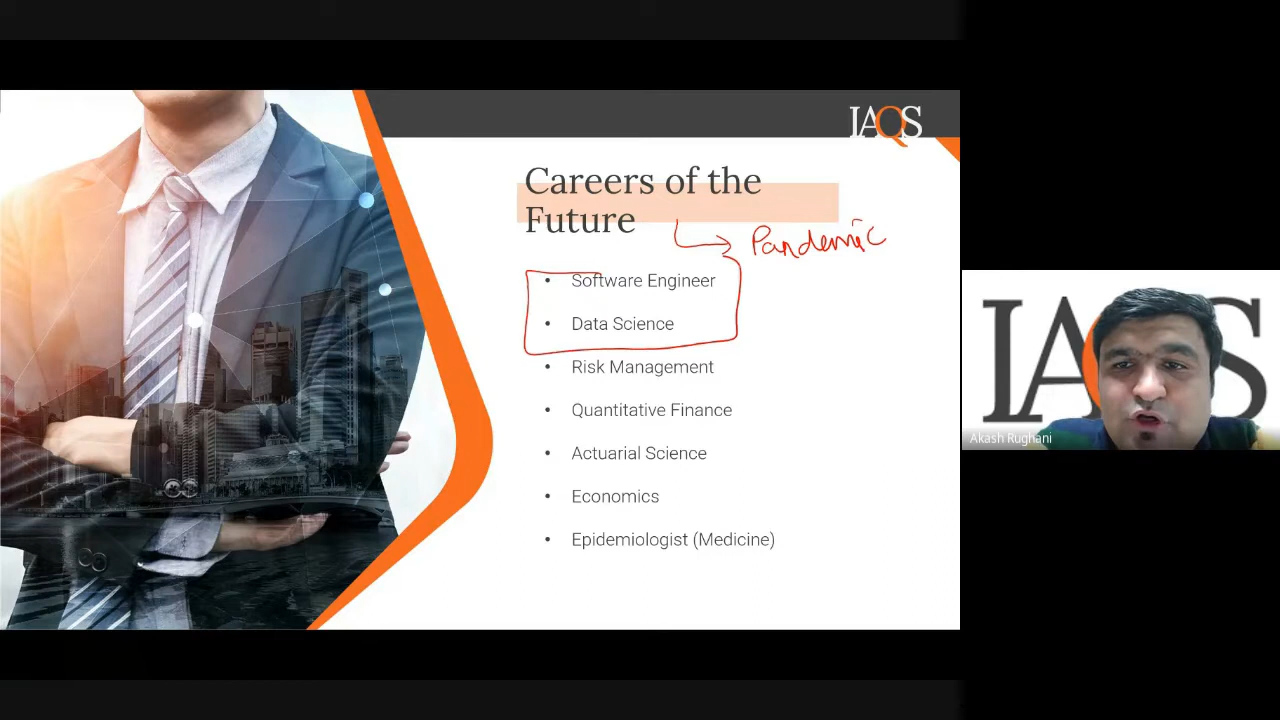 IAQS
Careers of the
Future
Pandemic
• Software Engineer
• Data Science
• Risk Management
• Quantitative Finance
• Actuarial Science
• Economics
• Epidemiologist (Medicine)
IAQS
Akash Rughani